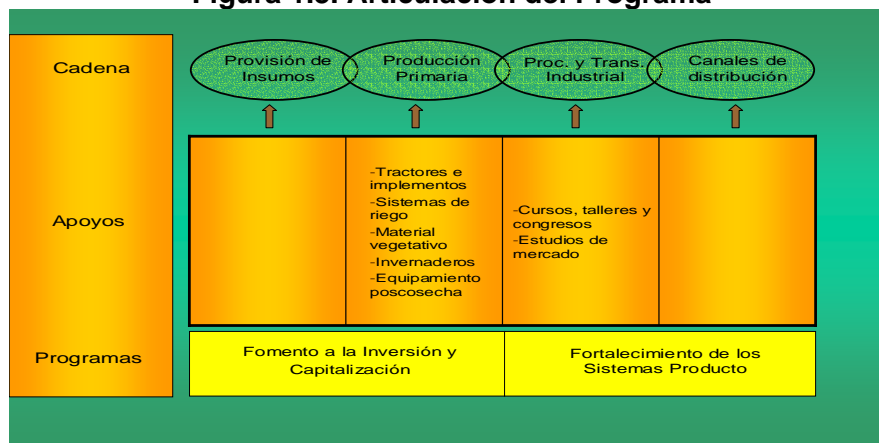 Figura Articulación del Programa
Cadena
Provisión de
Insumos
Producción
Primaria
Proc. y Trans.
Industrial
Canales de
distribución
Apoyos
-Tractores e
implementos
-Sistemas de
riego
-Material
vegetativo
-Invernaderos
-Equipamiento
poscosecha
-Cursos, talleres y
congresos
-Estudios de
mercado
Programas
Fomento a la Inversión y
Capitalización
Fortalecimiento de los
Sistemas Producto